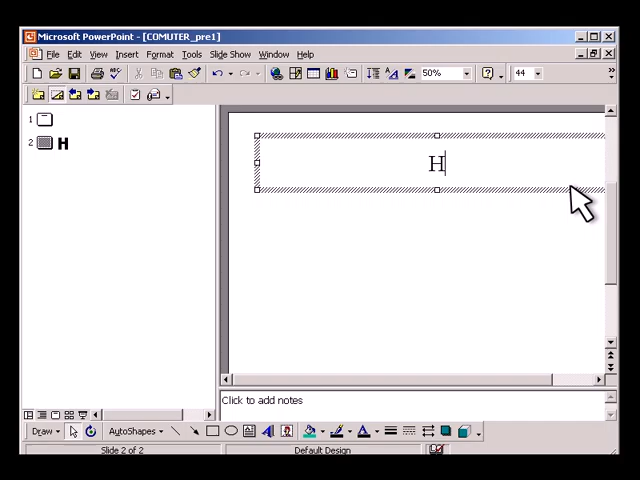 Microsoft PowerPoint - [COMUTER_pre1]
File Edit View Insert Format Tools Slide Show Window Help
50% 44
1
2 H
H
Click to add notes
Draw AutoShapes
Slide 2 of 2 Default Design